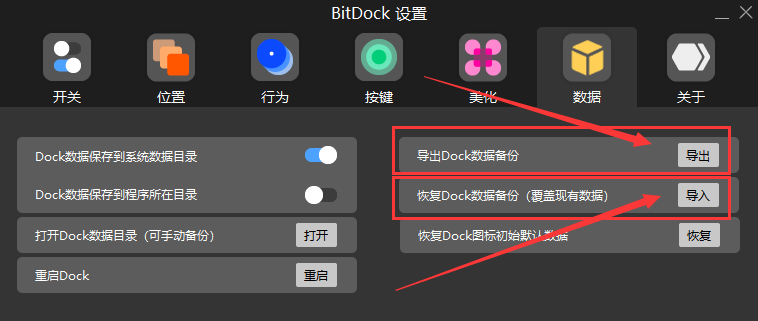 BitDock 设置
开关
位置
行为
按键
美化
数据
关于
Dock数据保存到系统数据目录
Dock数据保存到程序所在目录
打开Dock数据目录（可手动备份） 打开
重启Dock 重启
导出Dock数据备份 导出
恢复Dock数据备份（覆盖现有数据） 导入
恢复Dock图标初始默认数据 恢复